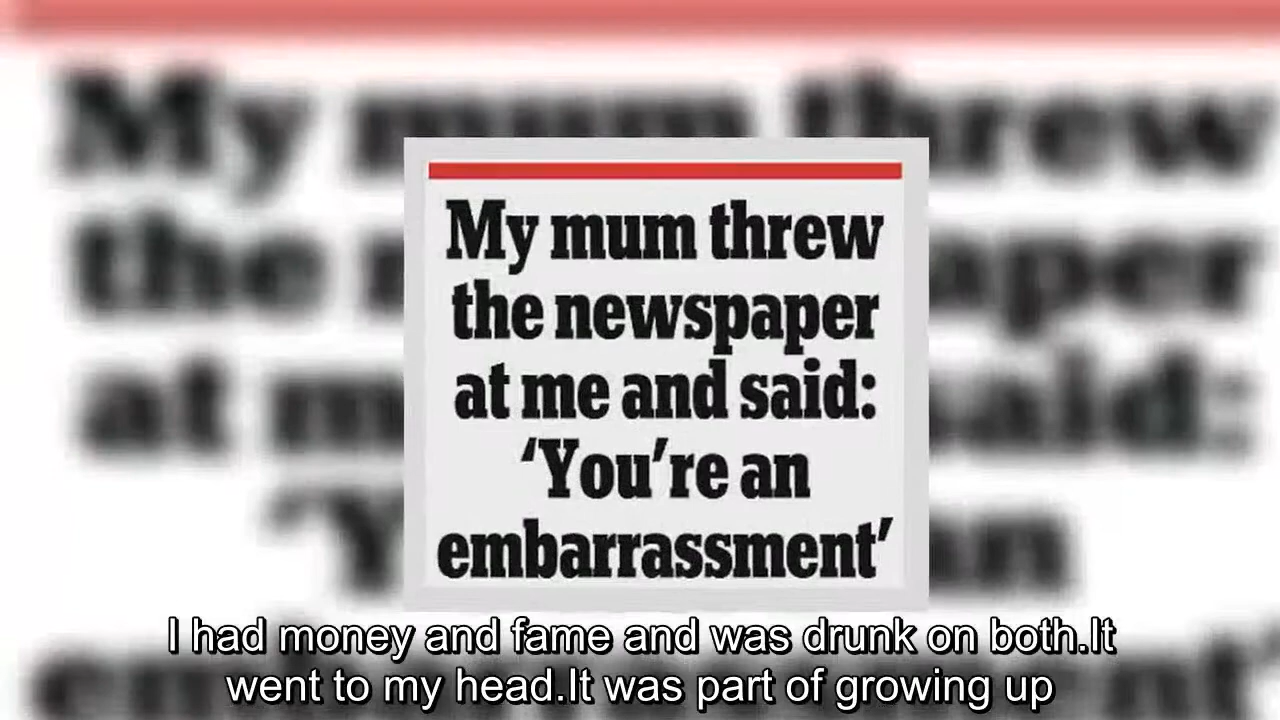 My mum threw
the newspaper
at me and said:
‘You’re an
embarrassment’
I had money and fame and was drunk on both.It
went to my head.It was part of growing up